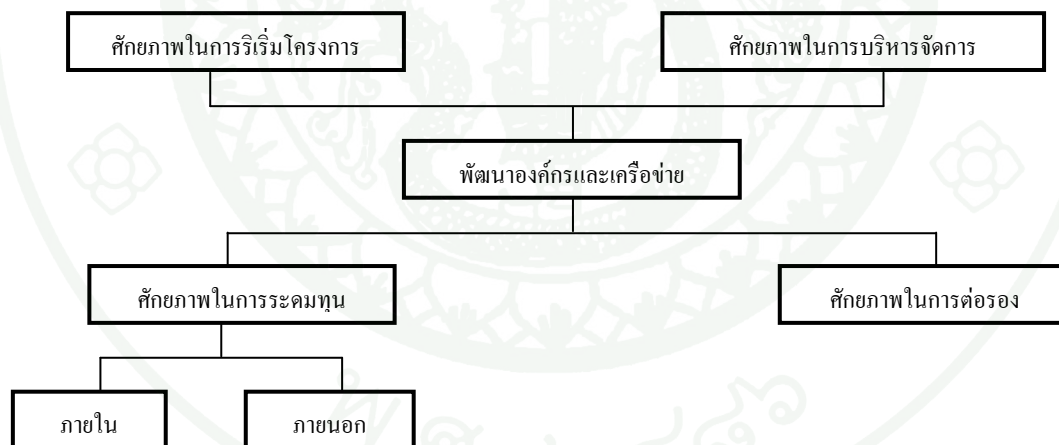 ศักยภาพในการริเริ่มโครงการ
ศักยภาพในการบริหารจัดการ
พัฒนาองค์กรและเครือข่าย
ศักยภาพในการระดมทุน
ศักยภาพในการต่อรอง
ภายใน
ภายนอก